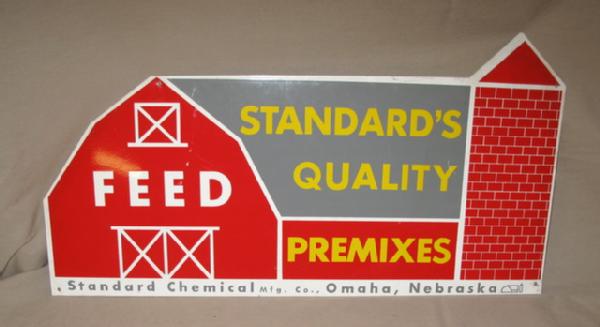 STANDARD'S
QUALITY
FEED
PREMIXES
Standard Chemical Mfg. Co., Omaha, Nebraska